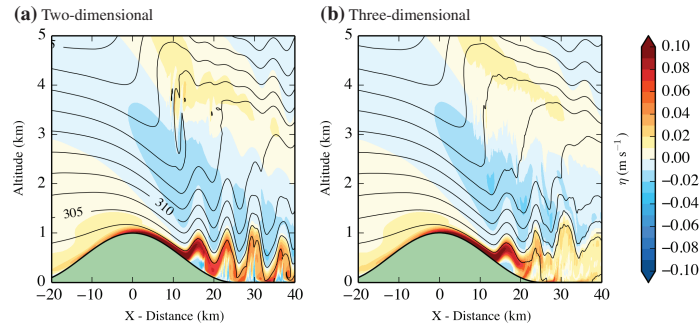 (a) Two-dimensional
(b) Three-dimensional
5
4
3
2
1
0
Altitude (km)
305
310
−20 −10 0 10 20 30 40
X - Distance (km)
5
4
3
2
1
0
Altitude (km)
−20 −10 0 10 20 30 40
X - Distance (km)
0.10
0.08
0.06
0.04
0.02
0.00
−0.02
−0.04
−0.06
−0.08
−0.10
η (m s⁻¹)